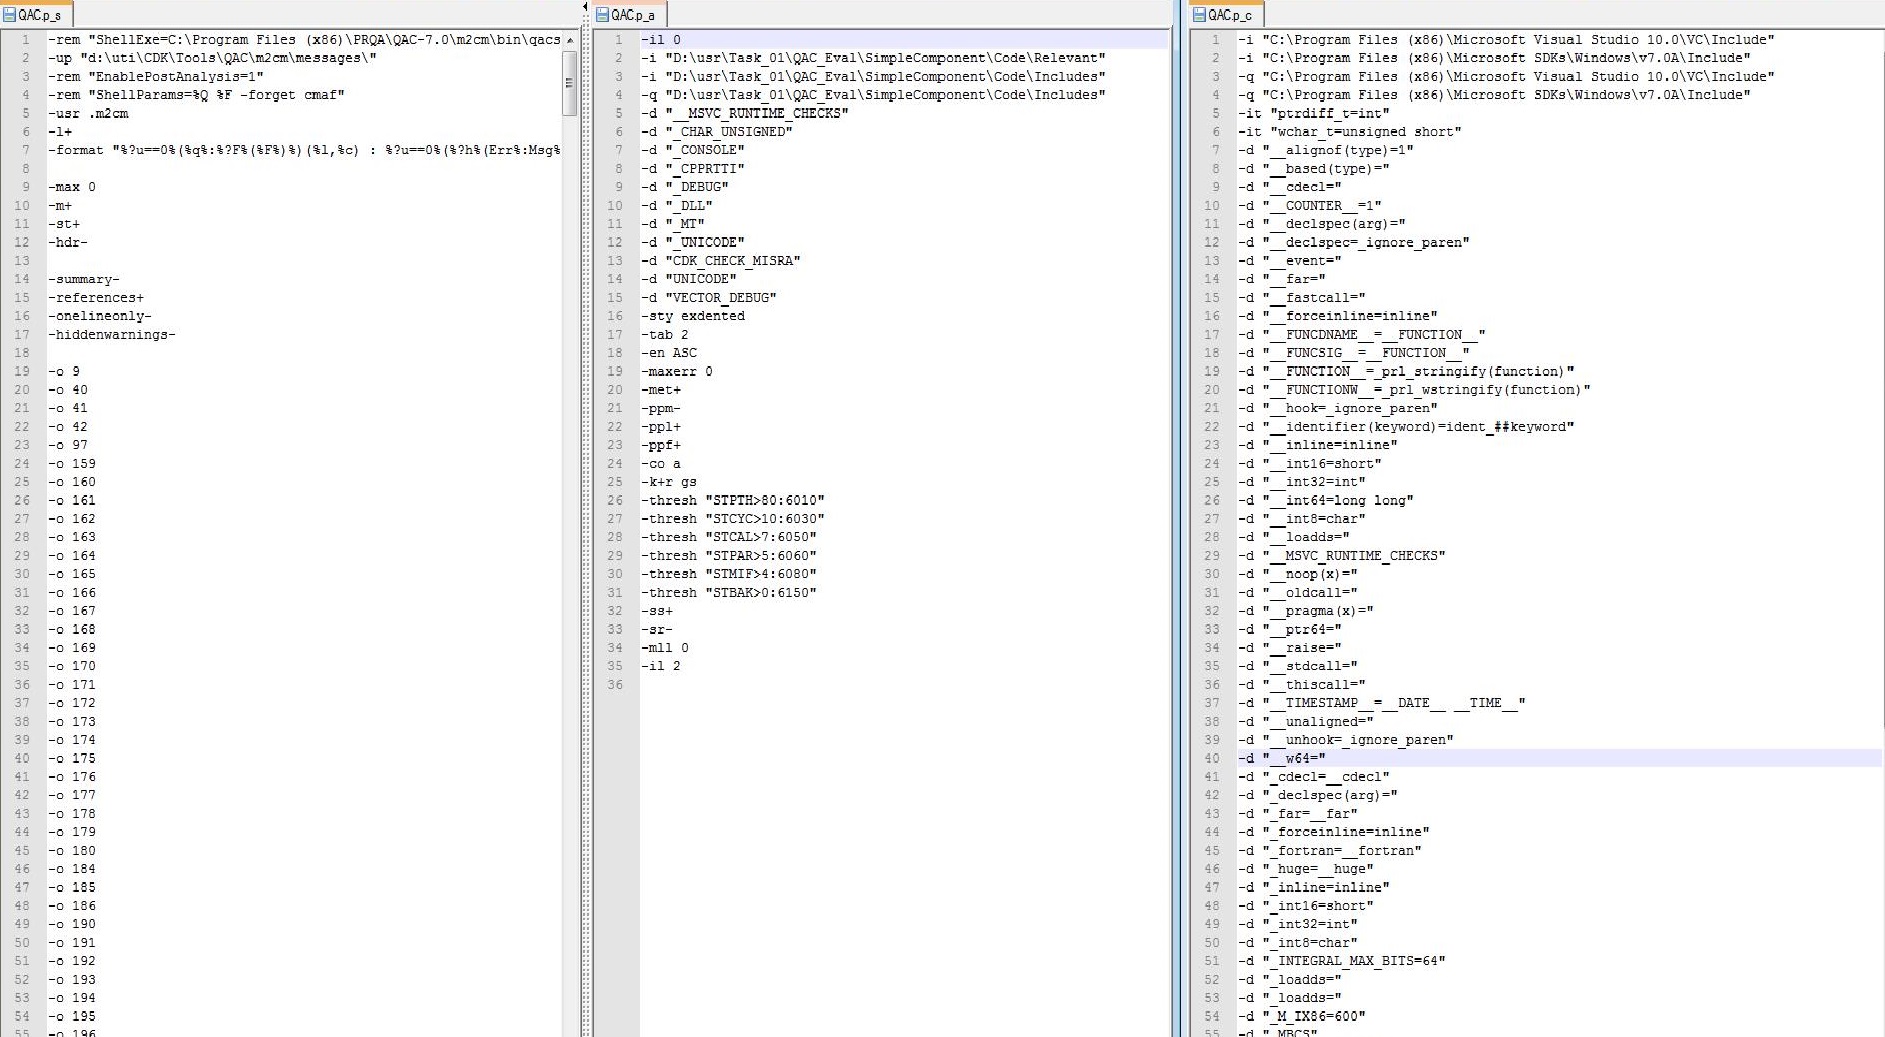 QAC.p_s
1 -rem "ShellExe=C:\Program Files (x86)\PRQA\QAC-7.0\m2cm\bin\qacs
2 -up "d:\uti\CDK\Tools\QAC\m2cm\messages\"
3 -rem "EnablePostAnalysis=1"
4 -rem "ShellParams=%Q %F -forget cmaf"
5 -usr .m2cm
6 -l+
7 -format "%?u==0%(%q%:%?F%(%F%)%)(%l,%c) : %?u==0%(%?h%(Err%:Msg%
8
9 -max 0
10 -m+
11 -st+
12 -hdr-
13
14 -summary-
15 -references+
16 -onelineonly-
17 -hiddenwarnings-
18
19 -o 9
20 -o 40
21 -o 41
22 -o 42
23 -o 97
24 -o 159
25 -o 160
26 -o 161
27 -o 162
28 -o 163
29 -o 164
30 -o 165
31 -o 166
32 -o 167
33 -o 168
34 -o 169
35 -o 170
36 -o 171
37 -o 172
38 -o 173
39 -o 174
40 -o 175
41 -o 176
42 -o 177
43 -o 178
44 -o 179
45 -o 180
46 -o 184
47 -o 185
48 -o 186
49 -o 190
50 -o 191
51 -o 192
52 -o 193
53 -o 194
54 -o 195
55 -o 196
QAC.p_a
1 -il 0
2 -i "D:\usr\Task_01\QAC_Eval\SimpleComponent\Code\Relevant"
3 -i "D:\usr\Task_01\QAC_Eval\SimpleComponent\Code\Includes"
4 -q "D:\usr\Task_01\QAC_Eval\SimpleComponent\Code\Includes"
5 -d "__MSVC_RUNTIME_CHECKS"
6 -d "_CHAR_UNSIGNED"
7 -d "_CONSOLE"
8 -d "_CPPRTTI"
9 -d "_DEBUG"
10 -d "_DLL"
11 -d "_MT"
12 -d "_UNICODE"
13 -d "CDK_CHECK_MISRA"
14 -d "UNICODE"
15 -d "VECTOR_DEBUG"
16 -sty exdented
17 -tab 2
18 -en ASC
19 -maxerr 0
20 -met+
21 -ppm-
22 -ppl+
23 -ppf+
24 -co a
25 -k+r gs
26 -thresh "STPTH>80:6010"
27 -thresh "STCYC>10:6030"
28 -thresh "STCAL>7:6050"
29 -thresh "STPAR>5:6060"
30 -thresh "STMIF>4:6080"
31 -thresh "STBAK>0:6150"
32 -ss+
33 -sr-
34 -mll 0
35 -il 2
36
QAC.p_c
1 -i "C:\Program Files (x86)\Microsoft Visual Studio 10.0\VC\Include"
2 -i "C:\Program Files (x86)\Microsoft SDKs\Windows\v7.0A\Include"
3 -q "C:\Program Files (x86)\Microsoft Visual Studio 10.0\VC\Include"
4 -q "C:\Program Files (x86)\Microsoft SDKs\Windows\v7.0A\Include"
5 -it "ptrdiff_t=int"
6 -it "wchar_t=unsigned short"
7 -d "__alignof(type)=1"
8 -d "__based(type)="
9 -d "__cdecl="
10 -d "__COUNTER__=1"
11 -d "__declspec(arg)="
12 -d "__declspec=_ignore_paren"
13 -d "__event="
14 -d "__far="
15 -d "__fastcall="
16 -d "__forceinline=inline"
17 -d "__FUNCDNAME__=__FUNCTION__"
18 -d "__FUNCSIG__=__FUNCTION__"
19 -d "__FUNCTION__=_prl_stringify(function)"
20 -d "__FUNCTIONW__=_prl_wstringify(function)"
21 -d "__hook=_ignore_paren"
22 -d "__identifier(keyword)=ident_##keyword"
23 -d "__inline=inline"
24 -d "__int16=short"
25 -d "__int32=int"
26 -d "__int64=long long"
27 -d "__int8=char"
28 -d "__loadds="
29 -d "__MSVC_RUNTIME_CHECKS"
30 -d "__noop(x)="
31 -d "__oldcall="
32 -d "__pragma(x)="
33 -d "__ptr64="
34 -d "__raise="
35 -d "__stdcall="
36 -d "__thiscall="
37 -d "__TIMESTAMP__=__DATE__ __TIME__"
38 -d "__unaligned="
39 -d "__unhook=_ignore_paren"
40 -d "__w64="
41 -d "_cdecl=__cdecl"
42 -d "_declspec(arg)="
43 -d "_far=__far"
44 -d "_forceinline=inline"
45 -d "_fortran=__fortran"
46 -d "_huge=__huge"
47 -d "_inline=inline"
48 -d "_int16=short"
49 -d "_int32=int"
50 -d "_int8=char"
51 -d "_INTEGRAL_MAX_BITS=64"
52 -d "_loadds="
53 -d "_loadds="
54 -d "_M_IX86=600"
55 -d "_MBCS"